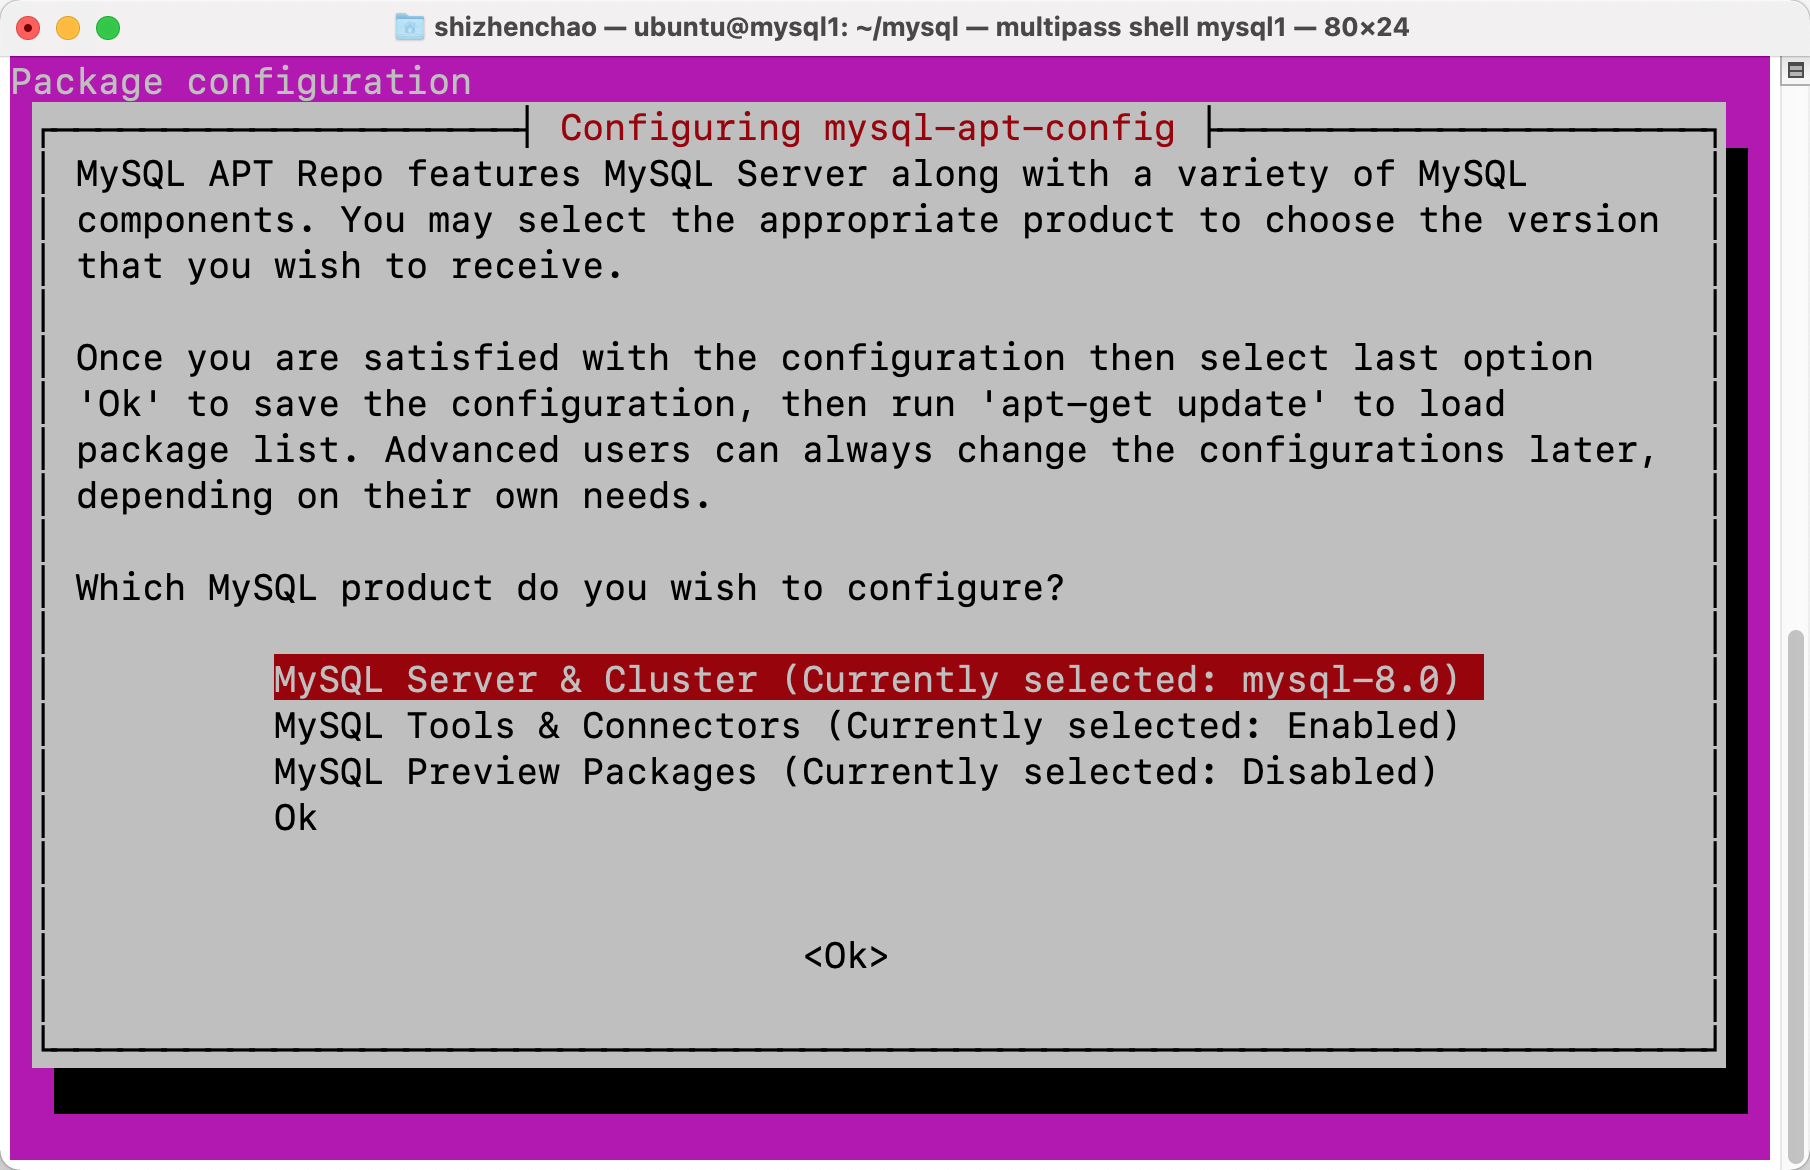 shizhenchao — ubuntu@mysql1: ~/mysql — multipass shell mysql1 — 80×24
Package configuration
Configuring mysql-apt-config
MySQL APT Repo features MySQL Server along with a variety of MySQL
components. You may select the appropriate product to choose the version
that you wish to receive.
Once you are satisfied with the configuration then select last option
'Ok' to save the configuration, then run 'apt-get update' to load
package list. Advanced users can always change the configurations later,
depending on their own needs.
Which MySQL product do you wish to configure?
MySQL Server & Cluster (Currently selected: mysql-8.0)
MySQL Tools & Connectors (Currently selected: Enabled)
MySQL Preview Packages (Currently selected: Disabled)
Ok
<Ok>